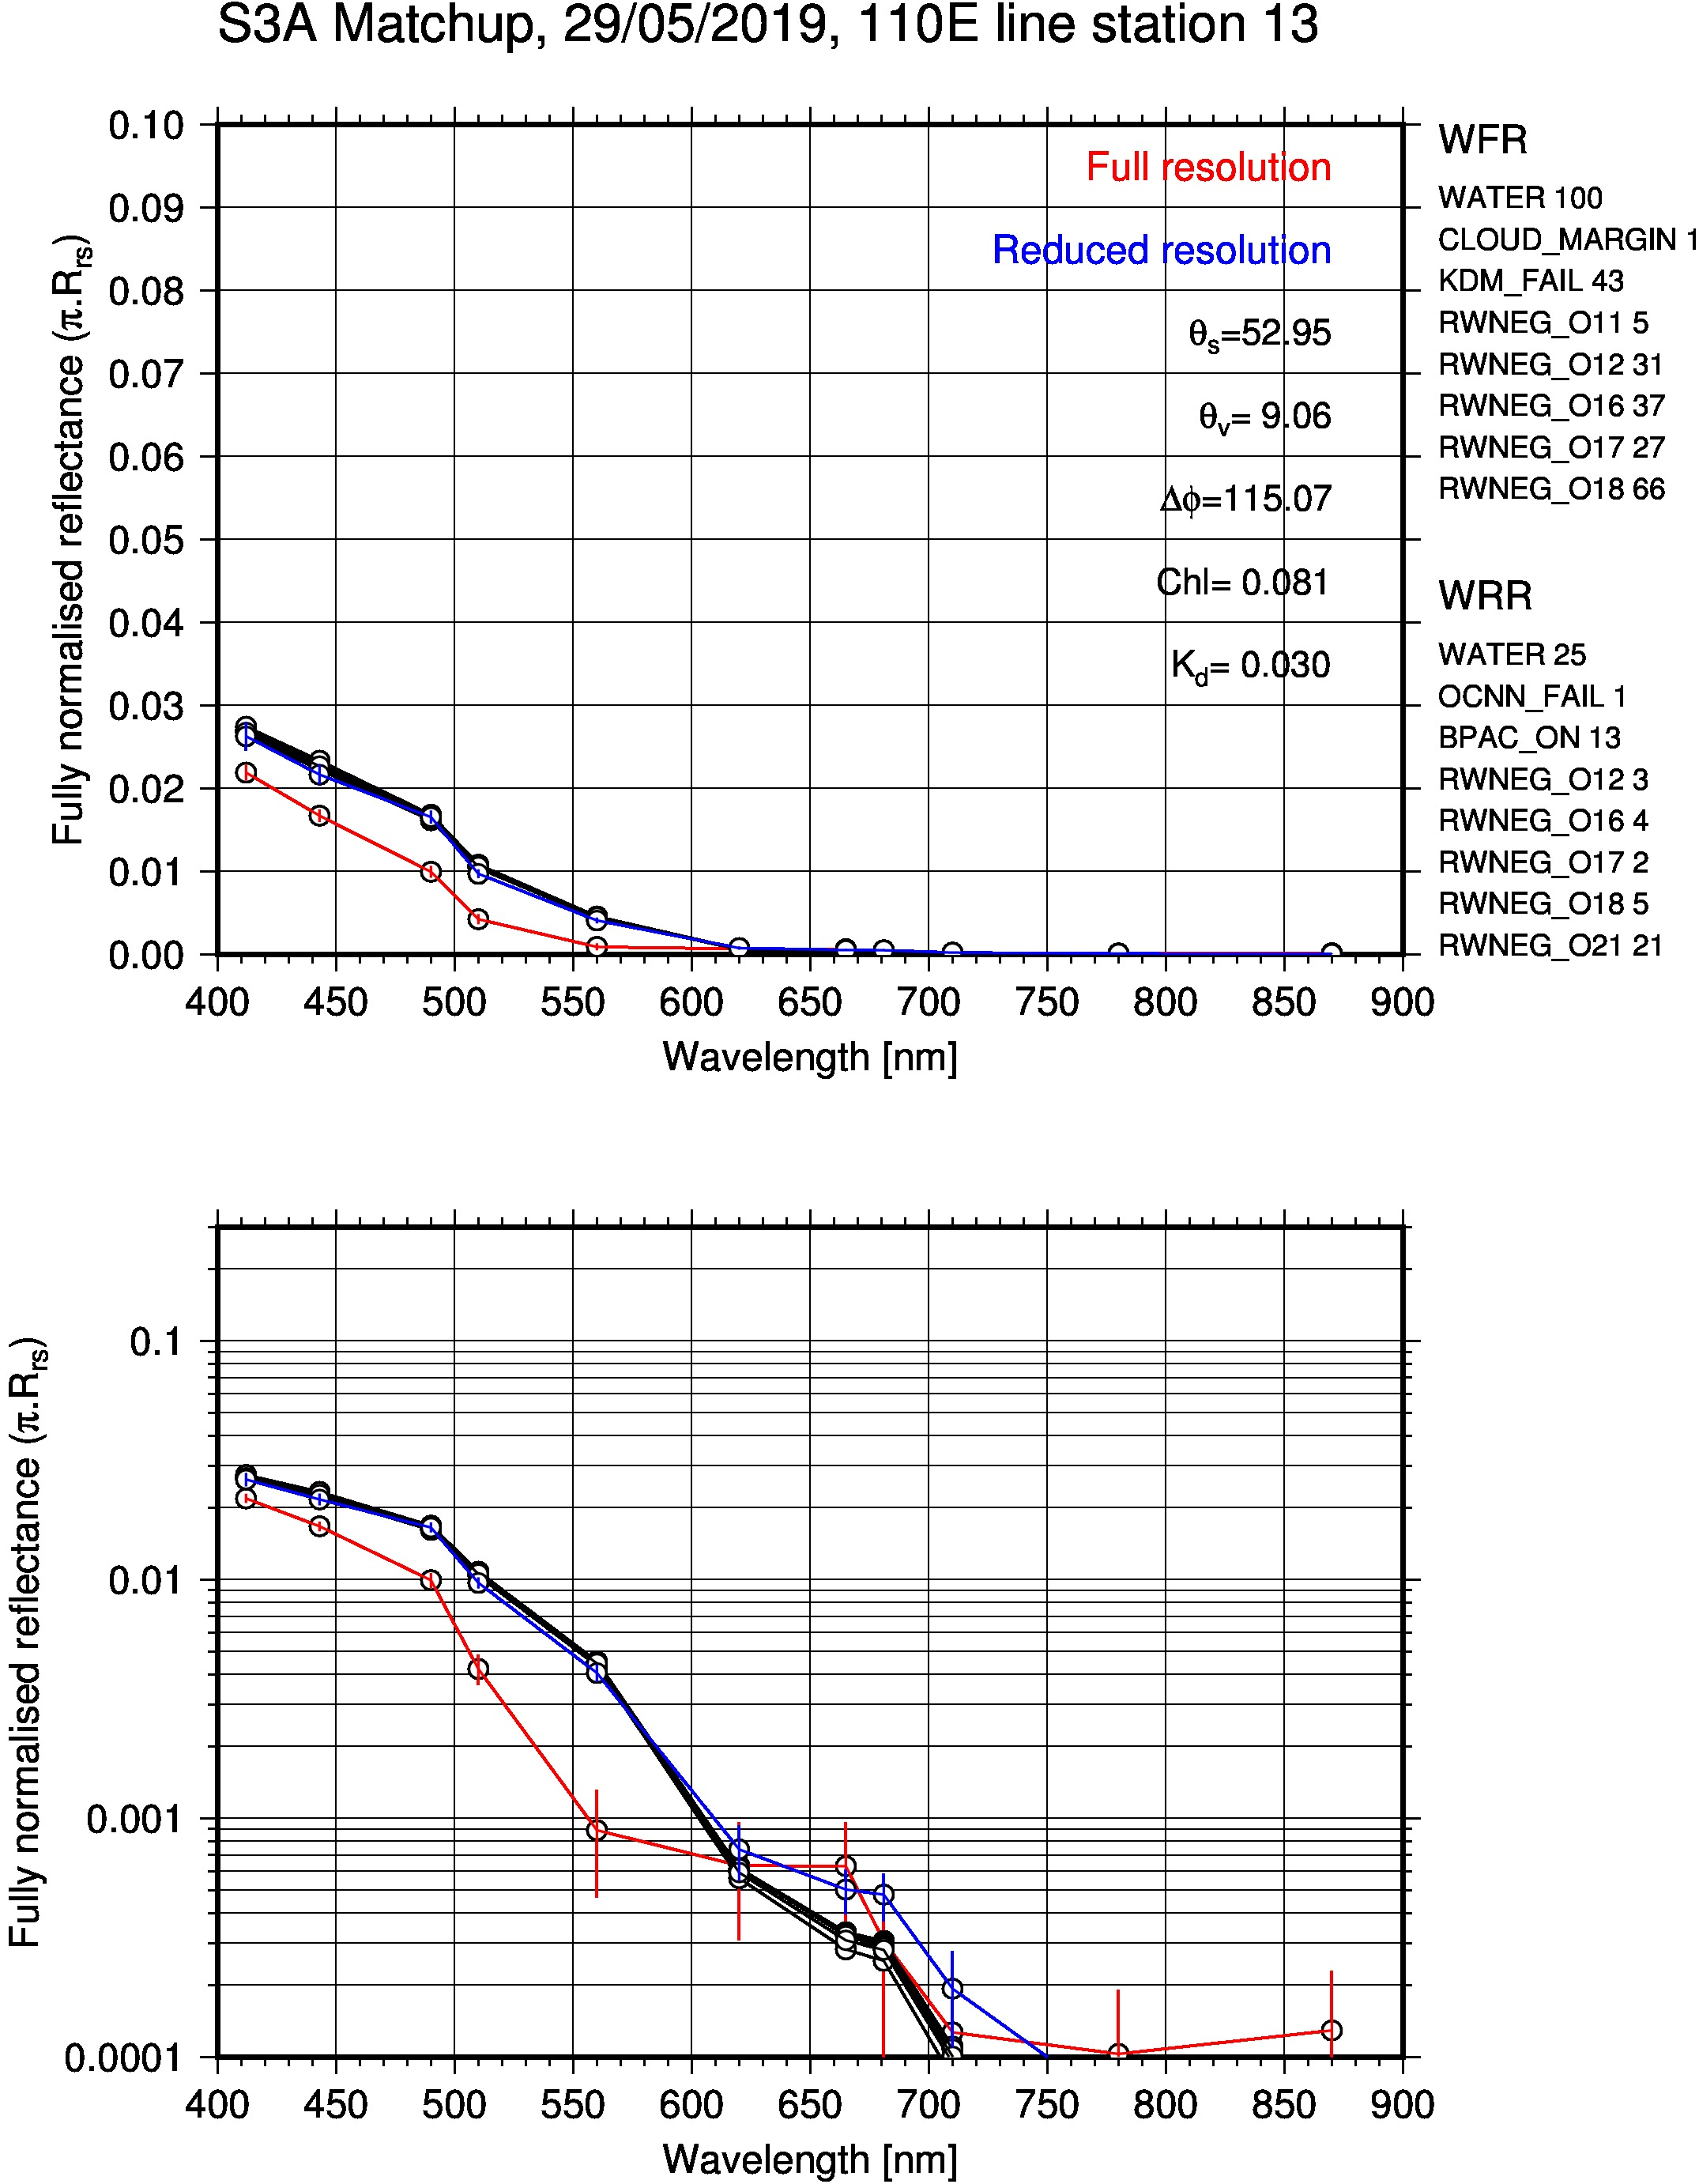 S3A Matchup, 29/05/2019, 110E line station 13
Fully normalised reflectance (π.Rrs)
0.10
0.09
0.08
0.07
0.06
0.05
0.04
0.03
0.02
0.01
0.00
Full resolution
Reduced resolution
θs=52.95
θv= 9.06
Δϕ=115.07
Chl= 0.081
Kd= 0.030
400 450 500 550 600 650 700 750 800 850 900
Wavelength [nm]
WFR
WATER 100
CLOUD_MARGIN 1
KDM_FAIL 43
RWNEG_O11 5
RWNEG_O12 31
RWNEG_O16 37
RWNEG_O17 27
RWNEG_O18 66
WRR
WATER 25
OCNN_FAIL 1
BPAC_ON 13
RWNEG_O12 3
RWNEG_O16 4
RWNEG_O17 2
RWNEG_O18 5
RWNEG_O21 21
Fully normalised reflectance (π.Rrs)
0.1
0.01
0.001
0.0001
400 450 500 550 600 650 700 750 800 850 900
Wavelength [nm]